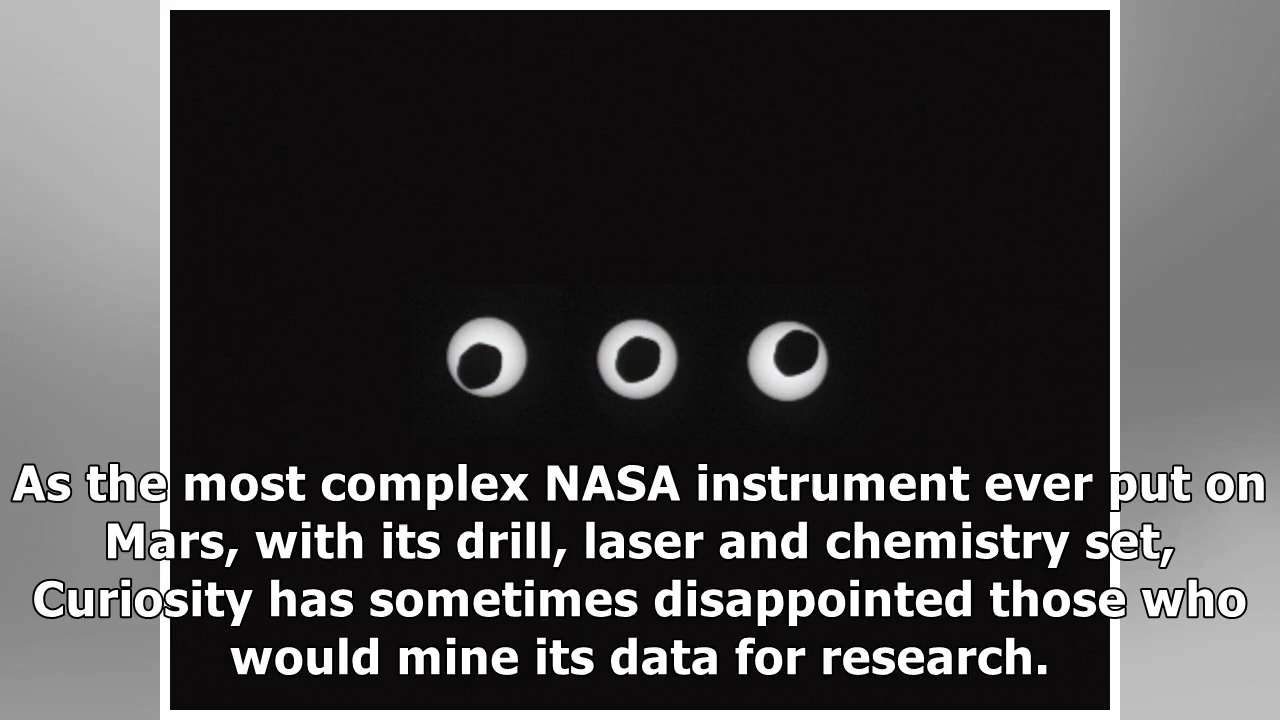 As the most complex NASA instrument ever put on
Mars, with its drill, laser and chemistry set,
Curiosity has sometimes disappointed those who
would mine its data for research.